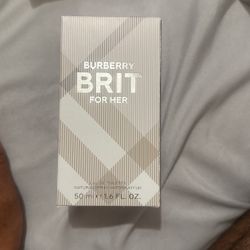 BURBERRY
BRIT
FOR HER
50 ml ℮ 1.6 FL. OZ.